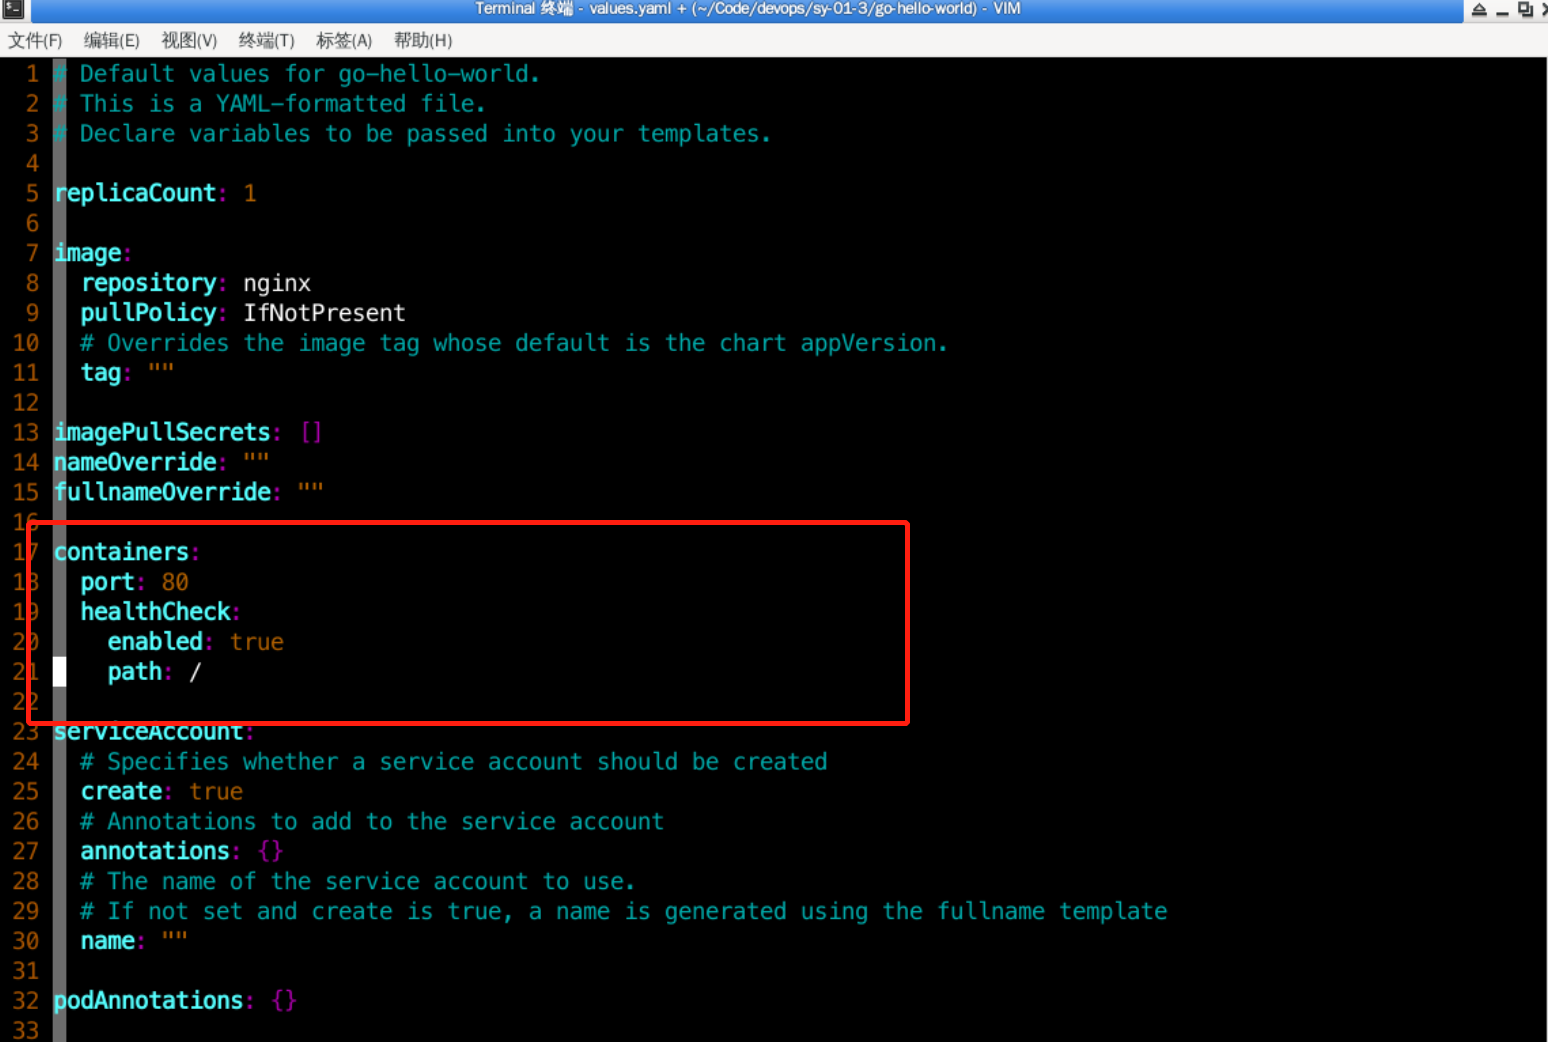 Terminal 终端 - values.yaml + (~/Code/devops/sy-01-3/go-hello-world) - VIM
文件(F) 编辑(E) 视图(V) 终端(T) 标签(A) 帮助(H)
1 # Default values for go-hello-world.
2 # This is a YAML-formatted file.
3 # Declare variables to be passed into your templates.
4
5 replicaCount: 1
6
7 image:
8   repository: nginx
9   pullPolicy: IfNotPresent
10   # Overrides the image tag whose default is the chart appVersion.
11   tag: ""
12
13 imagePullSecrets: []
14 nameOverride: ""
15 fullnameOverride: ""
16
17 containers:
18   port: 80
19   healthCheck:
20     enabled: true
21     path: /
22
23 serviceAccount:
24   # Specifies whether a service account should be created
25   create: true
26   # Annotations to add to the service account
27   annotations: {}
28   # The name of the service account to use.
29   # If not set and create is true, a name is generated using the fullname template
30   name: ""
31
32 podAnnotations: {}
33